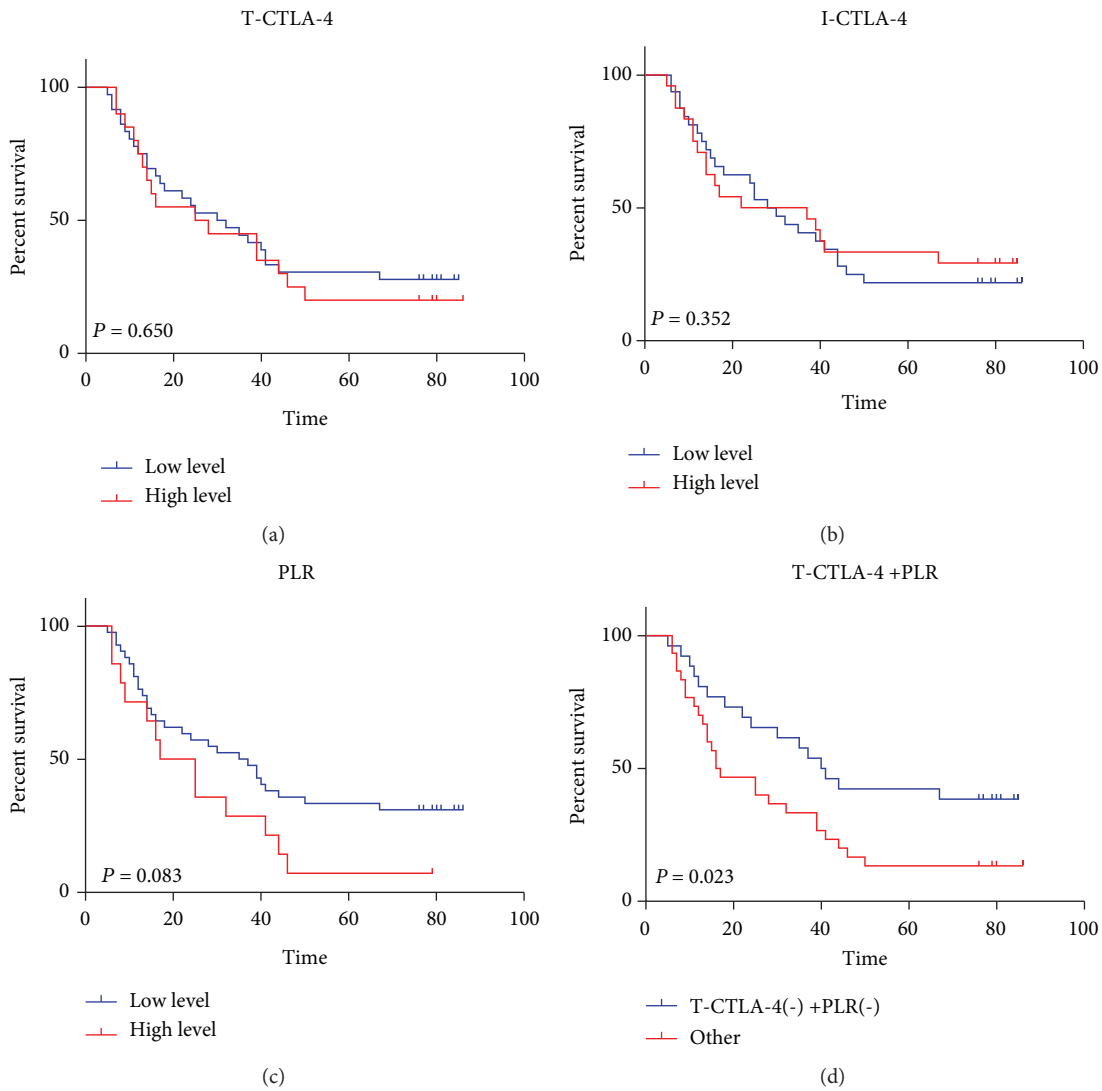 T-CTLA-4
100
50
0
Percent survival
P = 0.650
0 20 40 60 80 100
Time
Low level
High level
(a)
I-CTLA-4
100
50
0
Percent survival
P = 0.352
0 20 40 60 80 100
Time
Low level
High level
(b)
PLR
100
50
0
Percent survival
P = 0.083
0 20 40 60 80 100
Time
Low level
High level
(c)
T-CTLA-4 +PLR
100
50
0
Percent survival
P = 0.023
0 20 40 60 80 100
Time
T-CTLA-4(-) +PLR(-)
Other
(d)